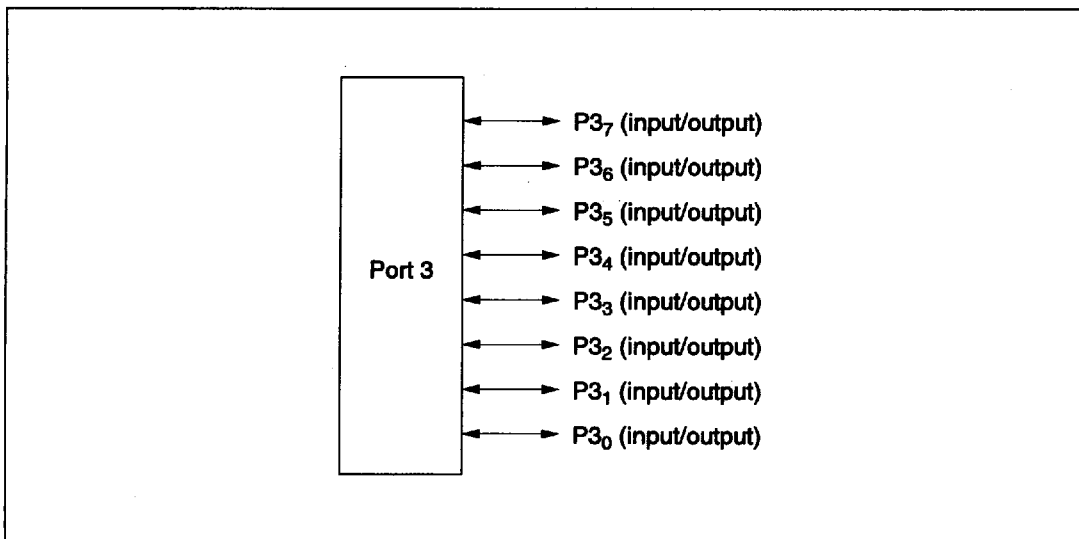 P3₇ (input/output)
P3₆ (input/output)
P3₅ (input/output)
P3₄ (input/output)
Port 3
P3₃ (input/output)
P3₂ (input/output)
P3₁ (input/output)
P3₀ (input/output)